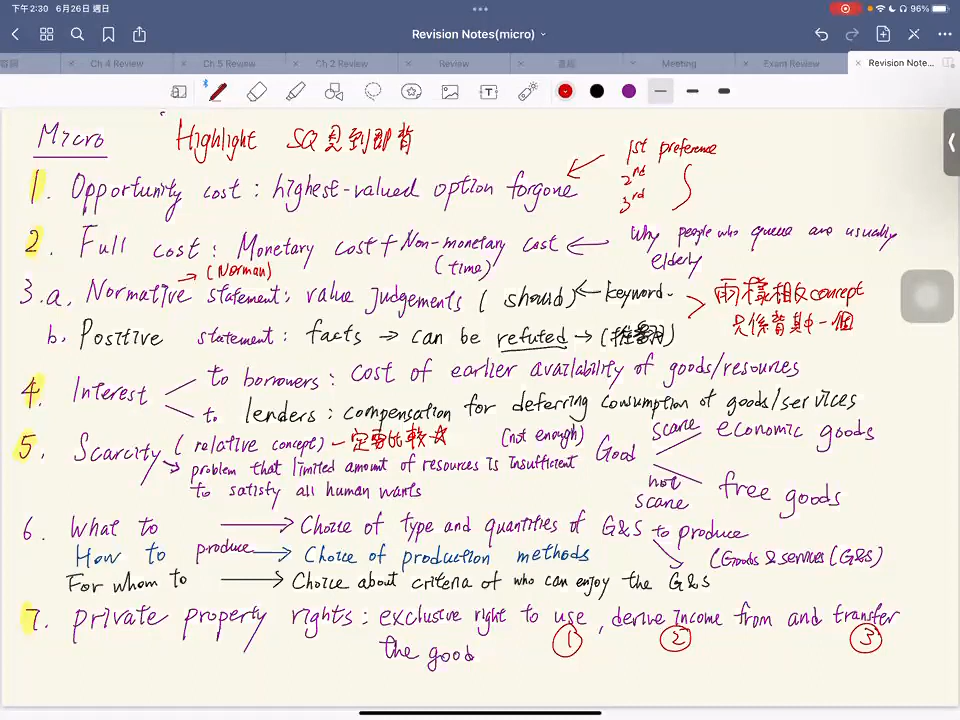 下午2:30 6月26日 週日
96%
Revision Notes(micro)
Ch 4 Review
Ch 5 Review
Ch 2 Review
Review
Meeting
Exam Review
Revision Note...
Micro Highlight SQ 見到即背
1st preference
2nd
3rd
1. Opportunity cost : highest-valued option forgone
2. Full cost : Monetary cost + Non-monetary cost
(time)
Why people who queue are usually
elderly
(Norman)
3. a. Normative statement : value judgements ( should) keyword.
b. Positive statement : facts → can be refuted → (推翻)
兩樣相反concept
只係背其中一個
4. Interest
to borrowers : cost of earlier availability of goods/resources
to lenders : compensation for deferring consumption of goods/services
5. Scarcity ( relative concept) 一定要比較 (not enough)
problem that limited amount of resources is insufficient
to satisfy all human wants
Good
scare economic goods
not
scare free goods
6. What to → Choice of type and quantities of G&S to produce
How to produce → Choice of production methods
(Goods & services (G&S)
For whom to → Choice about criteria of who can enjoy the G&S
7. private property rights : exclusive right to use , derive income from and transfer
the good ① ② ③